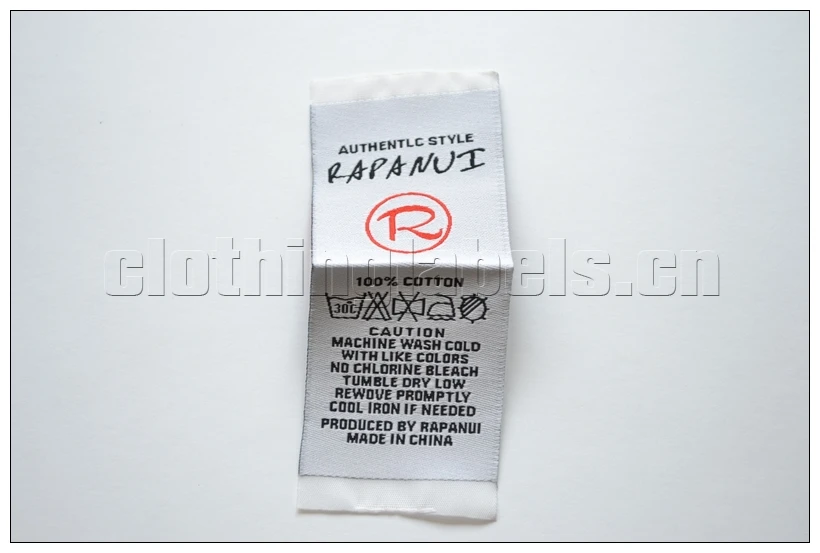 AUTHENTLC STYLE
RAPANUI
R
clothinglabels.cn
100% COTTON
30C
CAUTION
MACHINE WASH COLD
WITH LIKE COLORS
NO CHLORINE BLEACH
TUMBLE DRY LOW
REWOVE PROMPTLY
COOL IRON IF NEEDED
PRODUCED BY RAPANUI
MADE IN CHINA